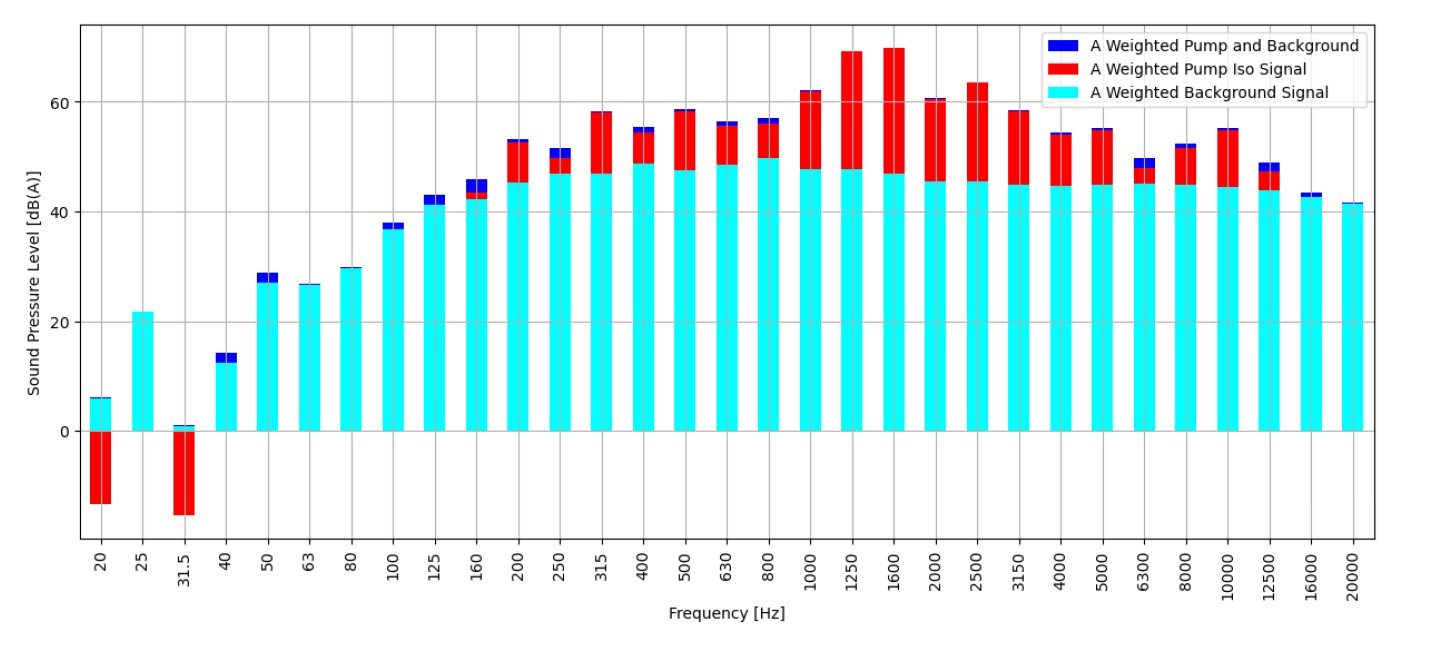 A Weighted Pump and Background
A Weighted Pump Iso Signal
A Weighted Background Signal
Sound Pressure Level [dB(A)]
60
40
20
0
20 25 31.5 40 50 63 80 100 125 160 200 250 315 400 500 630 800 1000 1250 1600 2000 2500 3150 4000 5000 6300 8000 10000 12500 16000 20000
Frequency [Hz]